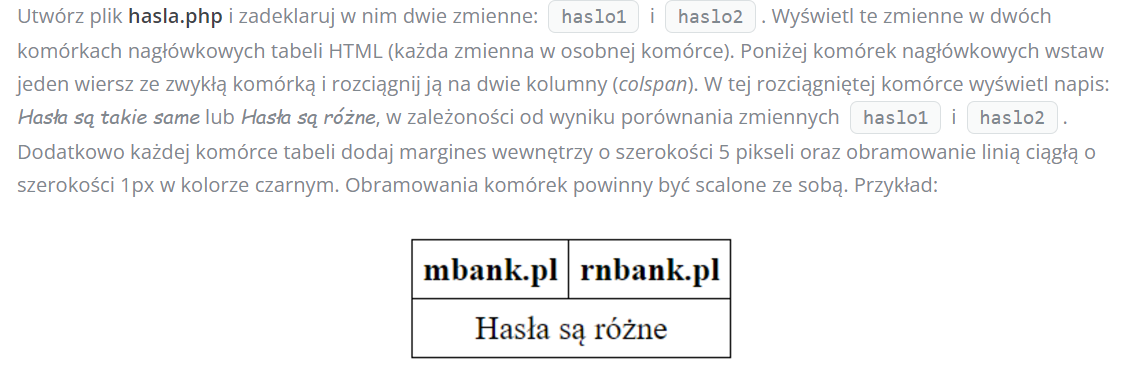 Utwórz plik hasla.php i zadeklaruj w nim dwie zmienne: haslo1 i haslo2 . Wyświetl te zmienne w dwóch
komórkach nagłówkowych tabeli HTML (każda zmienna w osobnej komórce). Poniżej komórek nagłówkowych wstaw
jeden wiersz ze zwykłą komórką i rozciągnij ją na dwie kolumny (colspan). W tej rozciągniętej komórce wyświetl napis:
Hasła są takie same lub Hasła są różne, w zależoności od wyniku porównania zmiennych haslo1 i haslo2 .
Dodatkowo każdej komórce tabeli dodaj margines wewnętrzy o szerokości 5 pikseli oraz obramowanie linią ciągłą o
szerokości 1px w kolorze czarnym. Obramowania komórek powinny być scalone ze sobą. Przykład:
mbank.pl rnbank.pl
Hasła są różne